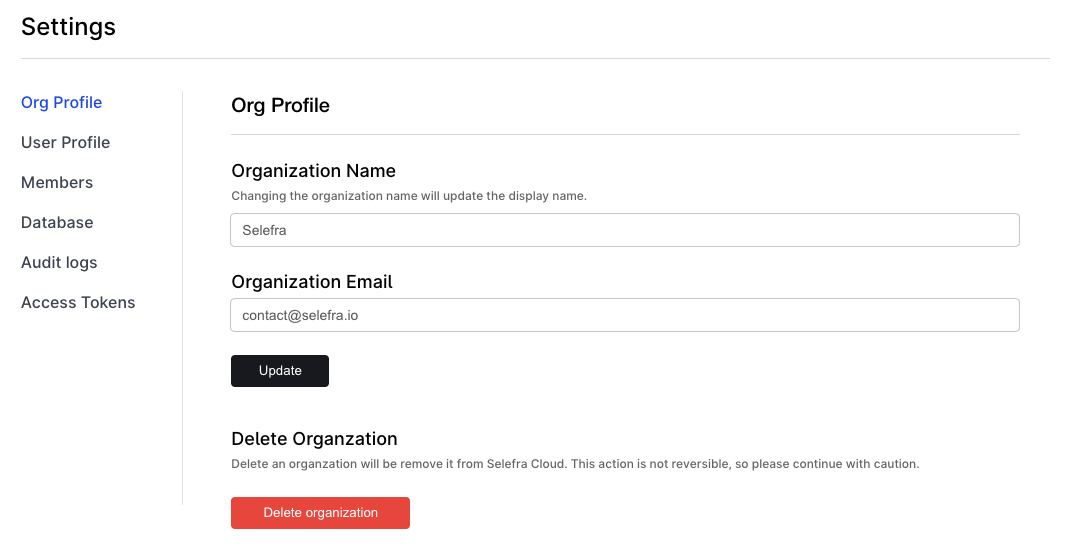 Settings
Org Profile
User Profile
Members
Database
Audit logs
Access Tokens
Org Profile
Organization Name
Changing the organization name will update the display name.
Selefra
Organization Email
contact@selefra.io
Update
Delete Organzation
Delete an organzation will be remove it from Selefra Cloud. This action is not reversible, so please continue with caution.
Delete organization